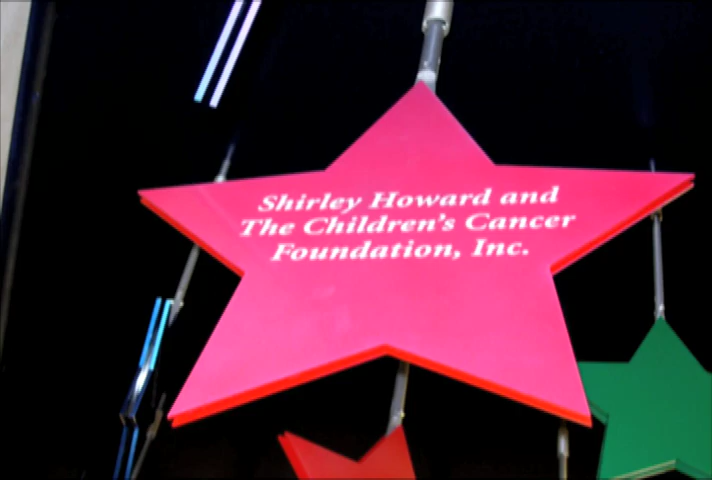 Shirley Howard and
The Children's Cancer
Foundation, Inc.